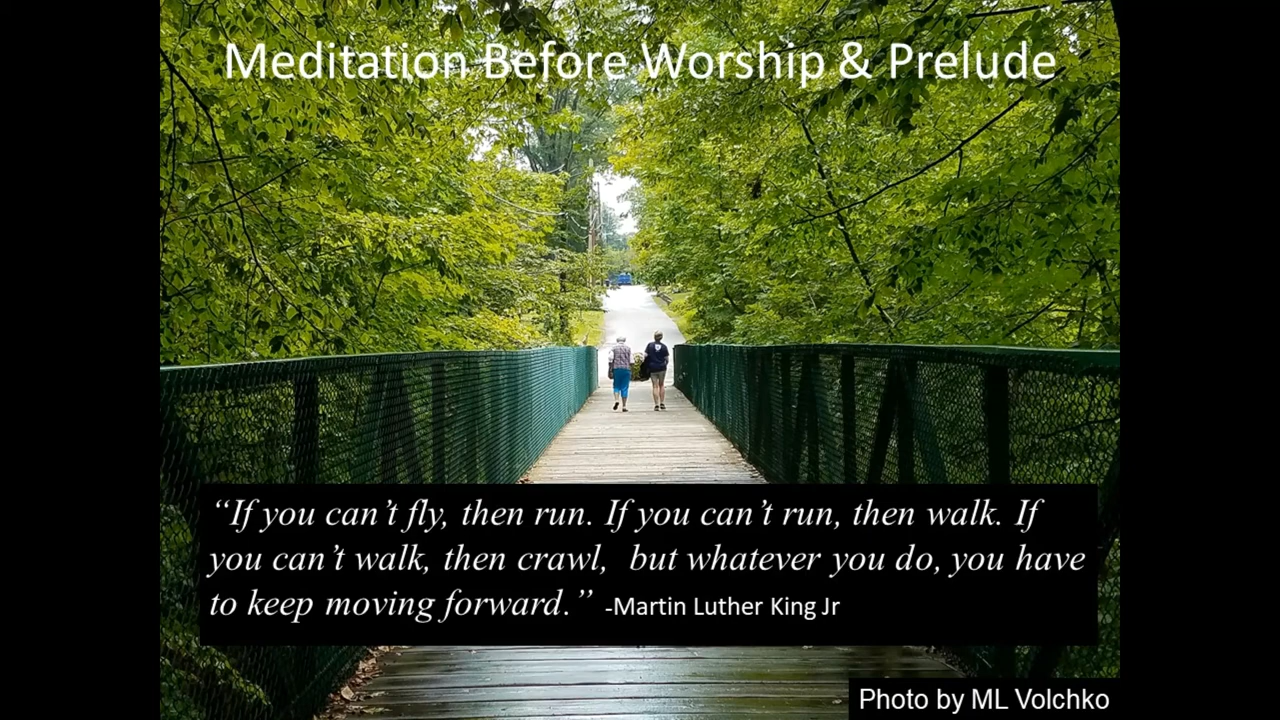 Meditation Before Worship & Prelude
“If you can’t fly, then run. If you can’t run, then walk. If
you can’t walk, then crawl,  but whatever you do, you have
to keep moving forward.” -Martin Luther King Jr
Photo by ML Volchko